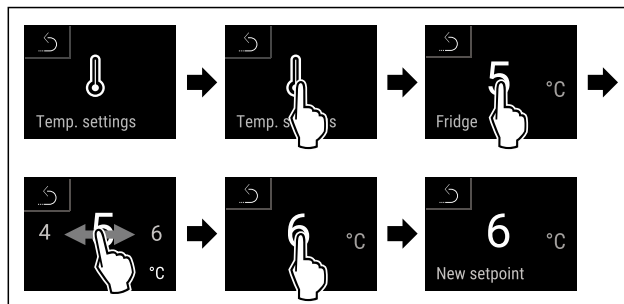 Temp. settings
Temp. s s
5 °C
Fridge
4 5 6
°C
6 °C
6 °C
New setpoint